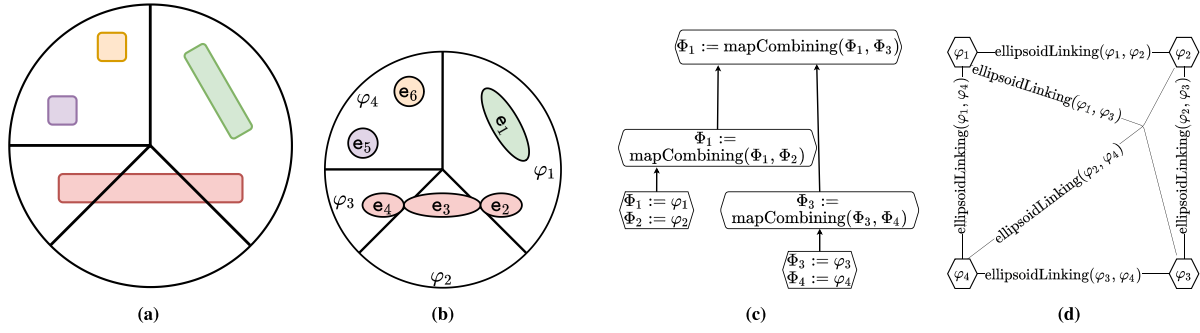 φ₄
e₆
e₅
e₁
φ₁
φ₃
e₄
e₃
e₂
φ₂
Φ₁ := mapCombining(Φ₁, Φ₃)
Φ₁ :=
mapCombining(Φ₁, Φ₂)
Φ₁ := φ₁
Φ₂ := φ₂
Φ₃ :=
mapCombining(Φ₃, Φ₄)
Φ₃ := φ₃
Φ₄ := φ₄
φ₁
ellipsoidLinking(φ₁, φ₂)
φ₂
ellipsoidLinking(φ₁, φ₃)
ellipsoidLinking(φ₁, φ₄)
ellipsoidLinking(φ₂, φ₄)
ellipsoidLinking(φ₂, φ₃)
φ₄
ellipsoidLinking(φ₃, φ₄)
φ₃
(a)
(b)
(c)
(d)